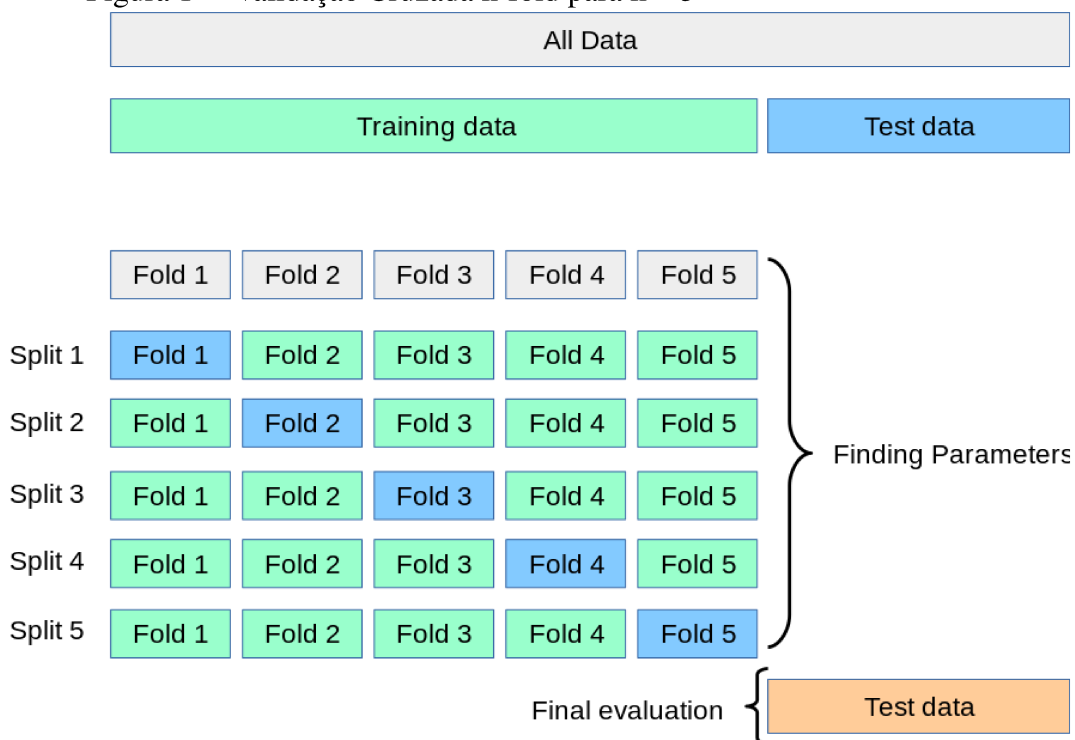 All Data
Training data Test data
Fold 1 Fold 2 Fold 3 Fold 4 Fold 5
Split 1 Fold 1 Fold 2 Fold 3 Fold 4 Fold 5
Split 2 Fold 1 Fold 2 Fold 3 Fold 4 Fold 5
Split 3 Fold 1 Fold 2 Fold 3 Fold 4 Fold 5
Finding Parameters
Split 4 Fold 1 Fold 2 Fold 3 Fold 4 Fold 5
Split 5 Fold 1 Fold 2 Fold 3 Fold 4 Fold 5
Final evaluation Test data